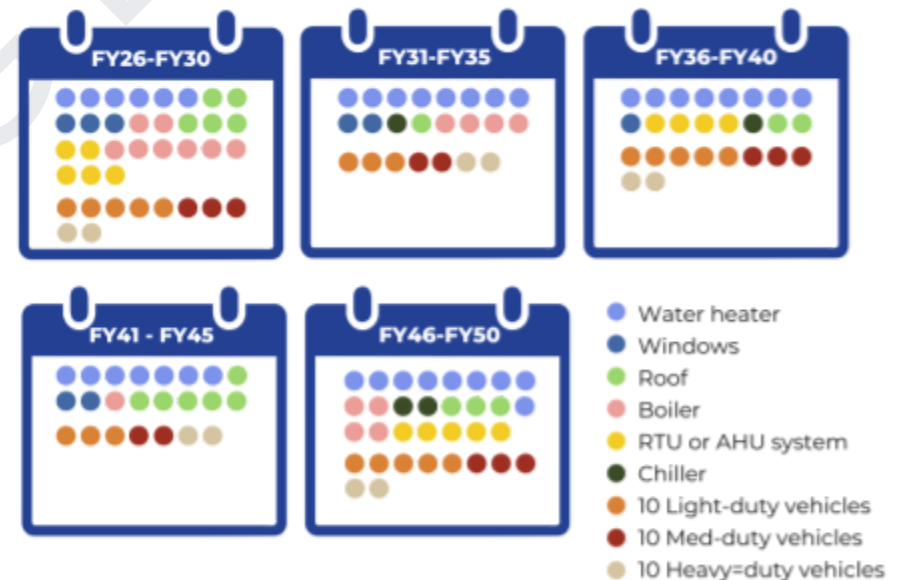 FY26-FY30
FY31-FY35
FY36-FY40
FY41 - FY45
FY46-FY50
Water heater
Windows
Roof
Boiler
RTU or AHU system
Chiller
10 Light-duty vehicles
10 Med-duty vehicles
10 Heavy=duty vehicles